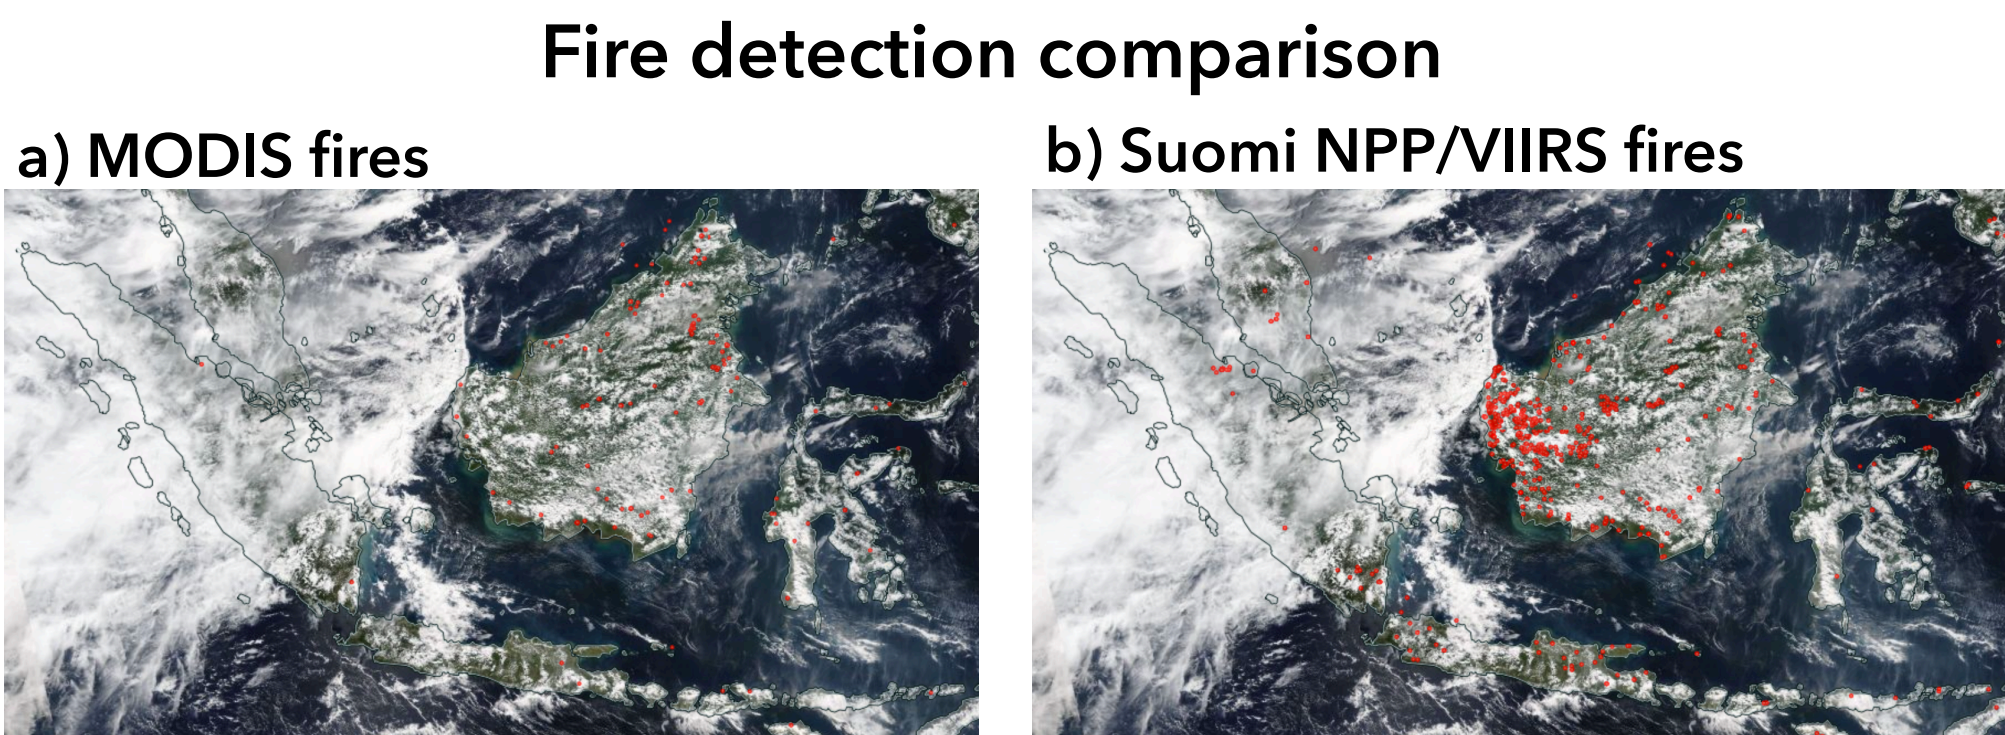 Fire detection comparison
a) MODIS fires
b) Suomi NPP/VIIRS fires